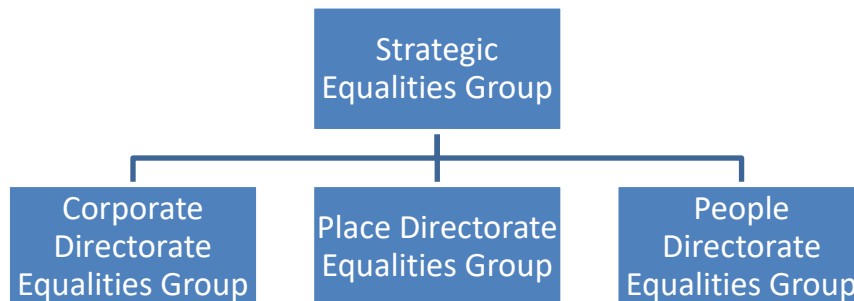 Strategic
Equalities Group
Corporate
Directorate
Equalities Group
Place Directorate
Equalities Group
People
Directorate
Equalities Group